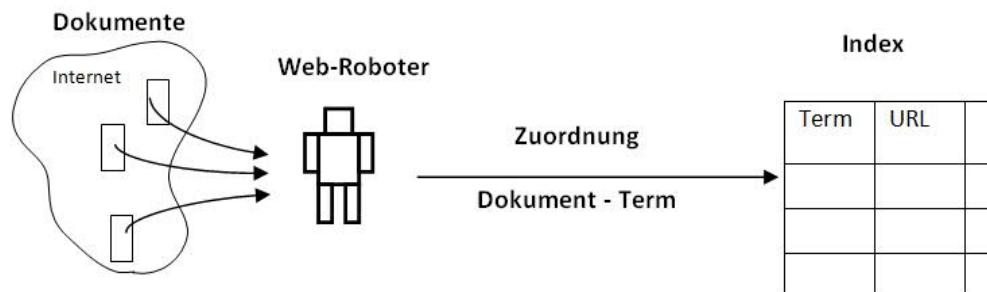 Dokumente
Internet
Web-Roboter
Zuordnung
Dokument - Term
Index
Term URL